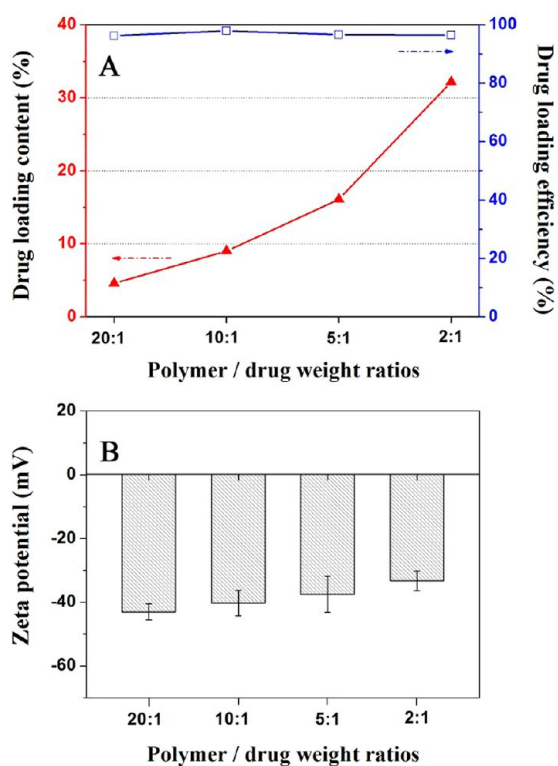 A
Drug loading content (%)
40
30
20
10
0
100
80
60
40
20
0
Drug loading
efficiency (%)
20:1 10:1 5:1 2:1
Polymer / drug weight ratios
B
Zeta potential (mV)
20
0
-20
-40
-60
20:1 10:1 5:1 2:1
Polymer / drug weight ratios